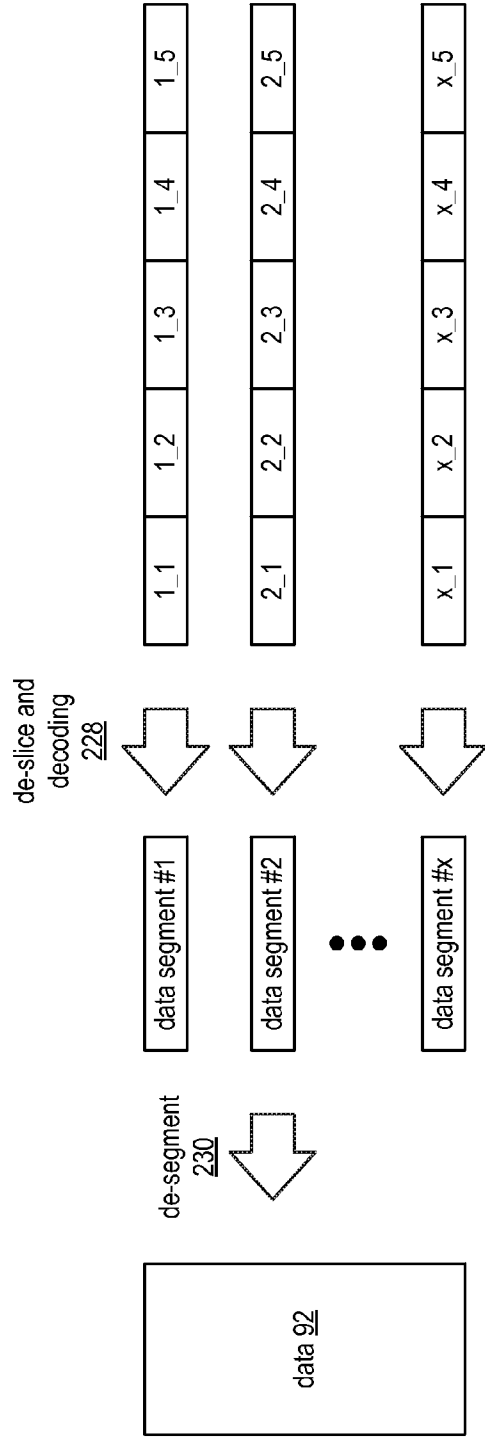 de-slice and
decoding
228
de-segment
230
data 92
data segment #1
1_1
1_2
1_3
1_4
1_5
data segment #2
2_1
2_2
2_3
2_4
2_5
data segment #x
x_1
x_2
x_3
x_4
x_5